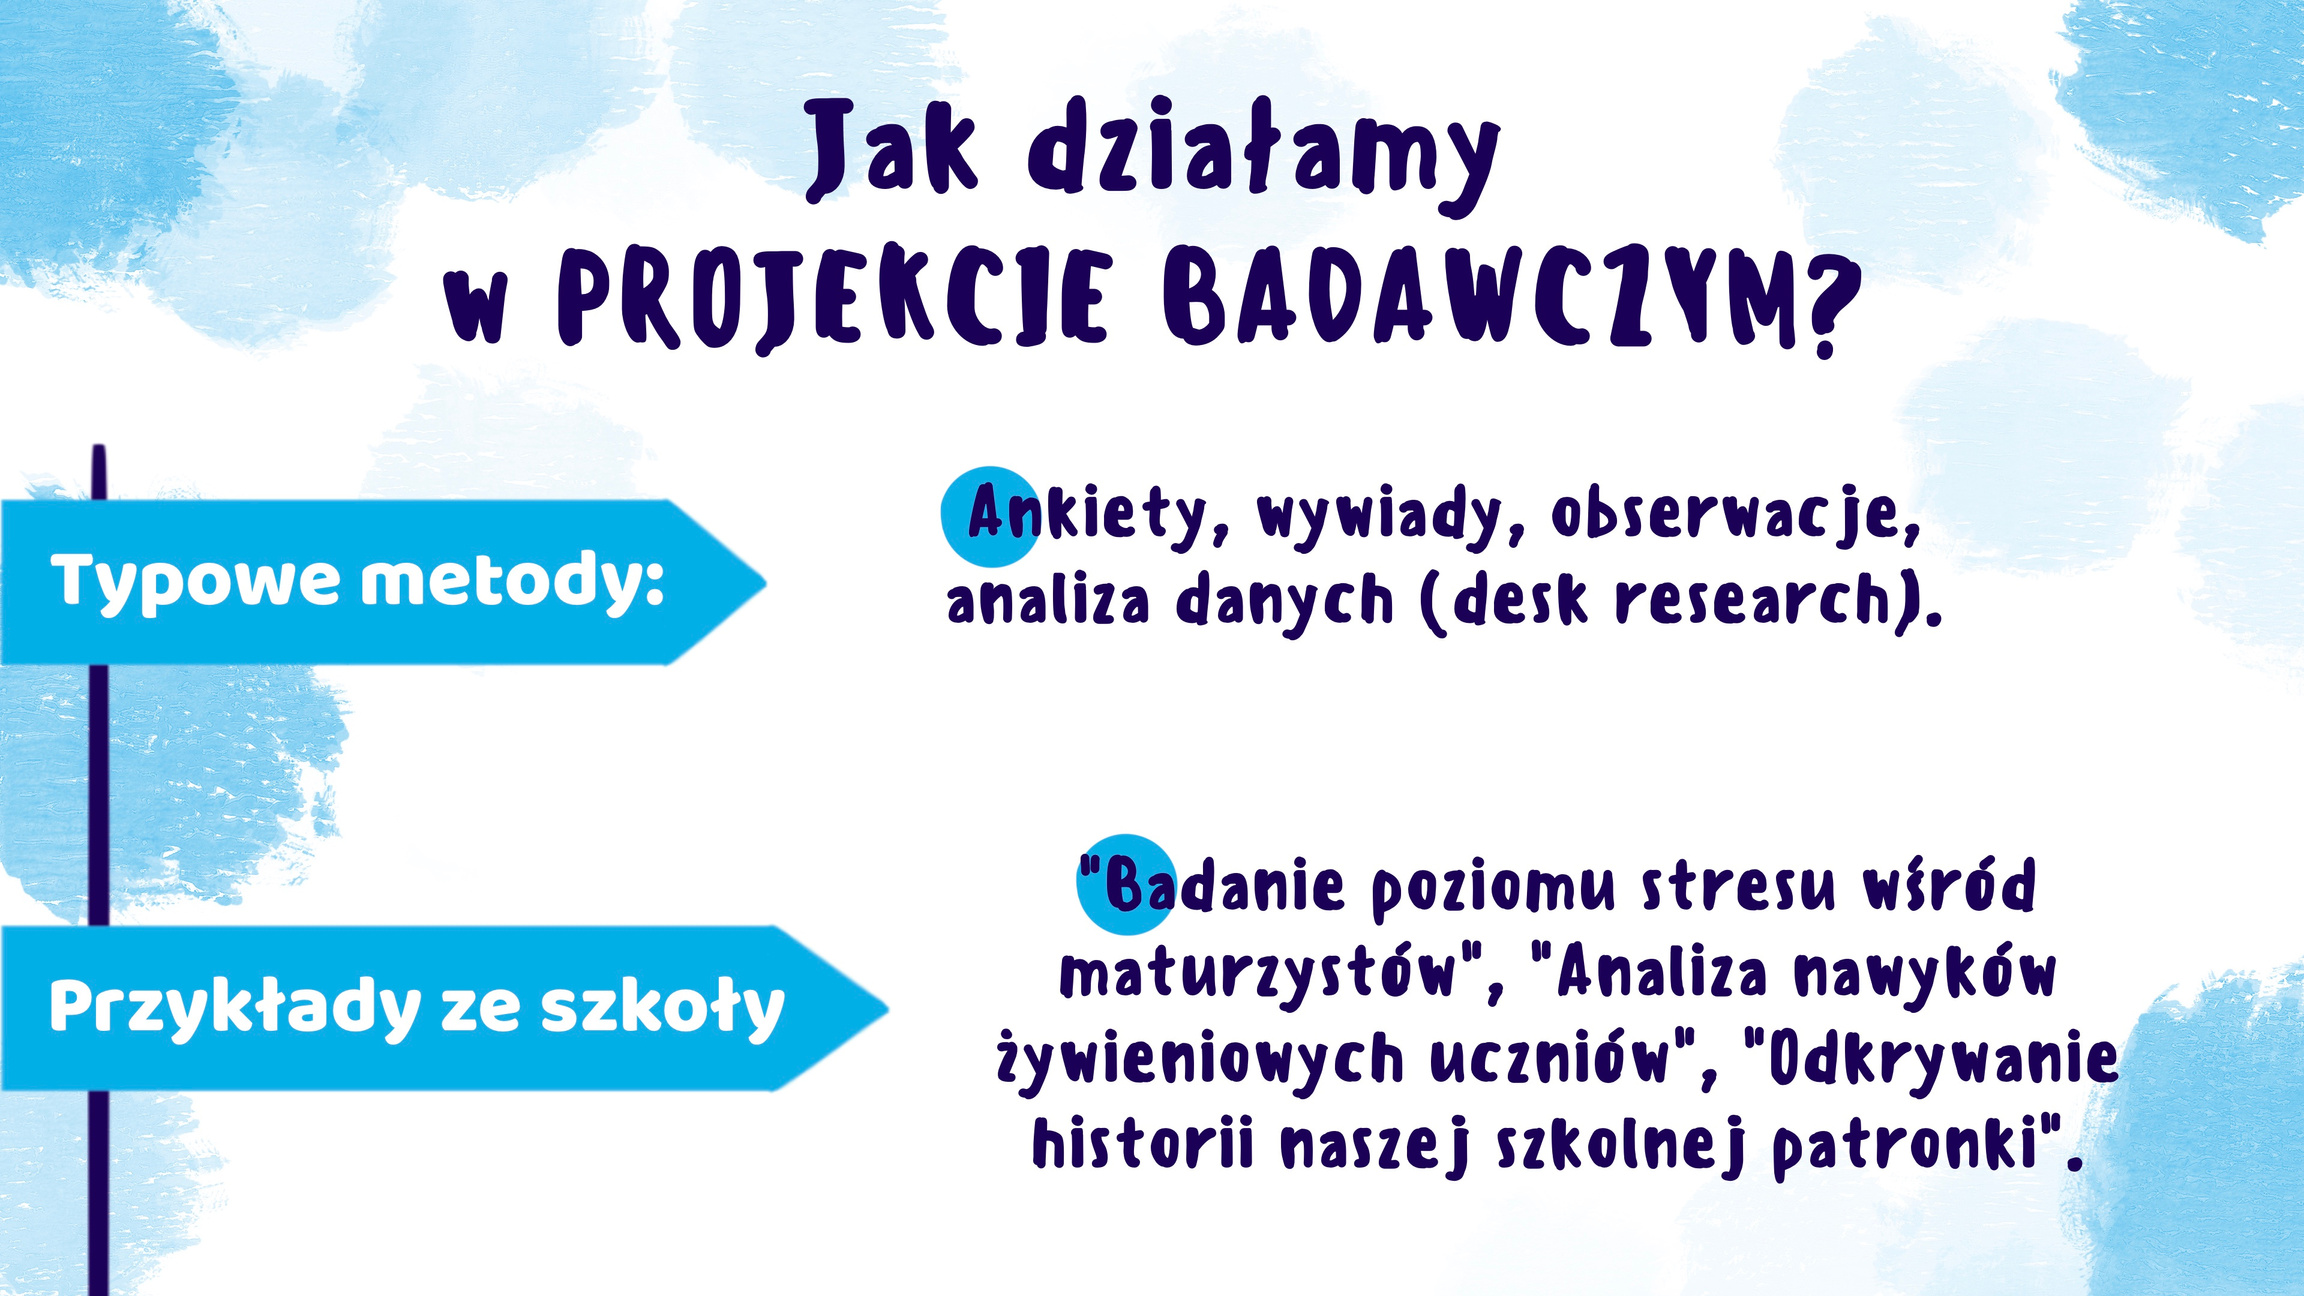 Jak działamy
w PROJEKCIE BADAWCZYM?
Typowe metody:
Ankiety, wywiady, obserwacje,
analiza danych (desk research).
Przykłady ze szkoły
"Badanie poziomu stresu wśród
maturzystów", "Analiza nawyków
żywieniowych uczniów", "Odkrywanie
historii naszej szkolnej patronki".